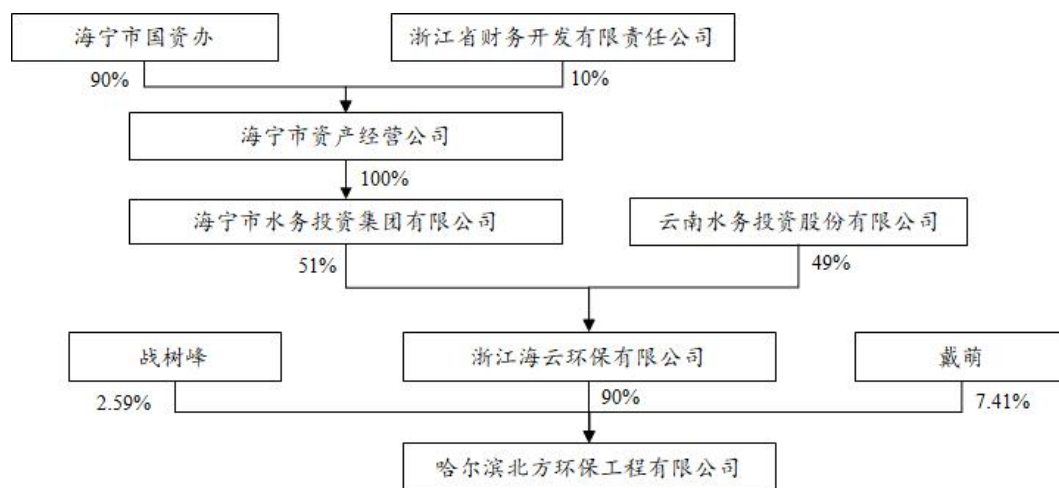 海宁市国资办
浙江省财务开发有限责任公司
90%
10%
海宁市资产经营公司
100%
海宁市水务投资集团有限公司
云南水务投资股份有限公司
51%
49%
战树峰
浙江海云环保有限公司
戴萌
2.59%
90%
7.41%
哈尔滨北方环保工程有限公司